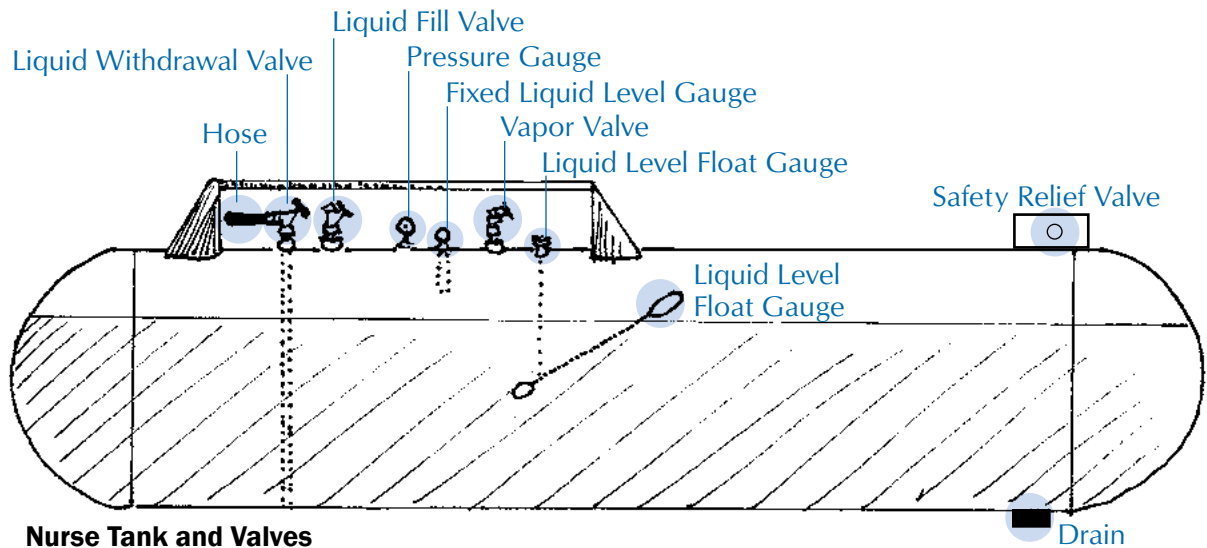 Liquid Fill Valve
Liquid Withdrawal Valve
Pressure Gauge
Fixed Liquid Level Gauge
Hose
Vapor Valve
Liquid Level Float Gauge
Safety Relief Valve
Liquid Level
Float Gauge
Nurse Tank and Valves
Drain